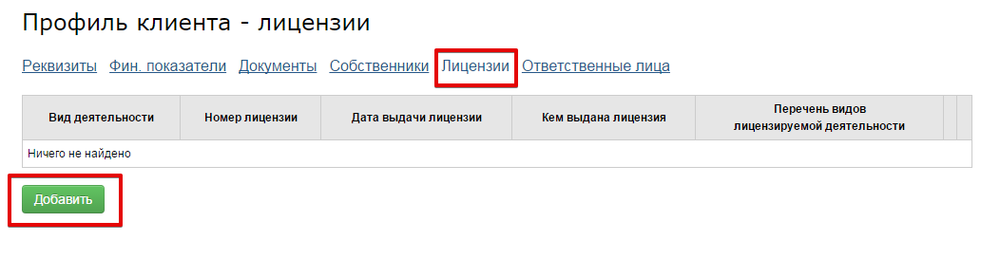 Профиль клиента - лицензии
Реквизиты Фин. показатели Документы Собственники Лицензии Ответственные лица
Вид деятельности Номер лицензии Дата выдачи лицензии Кем выдана лицензия Перечень видов
лицензируемой деятельности
Ничего не найдено
Добавить